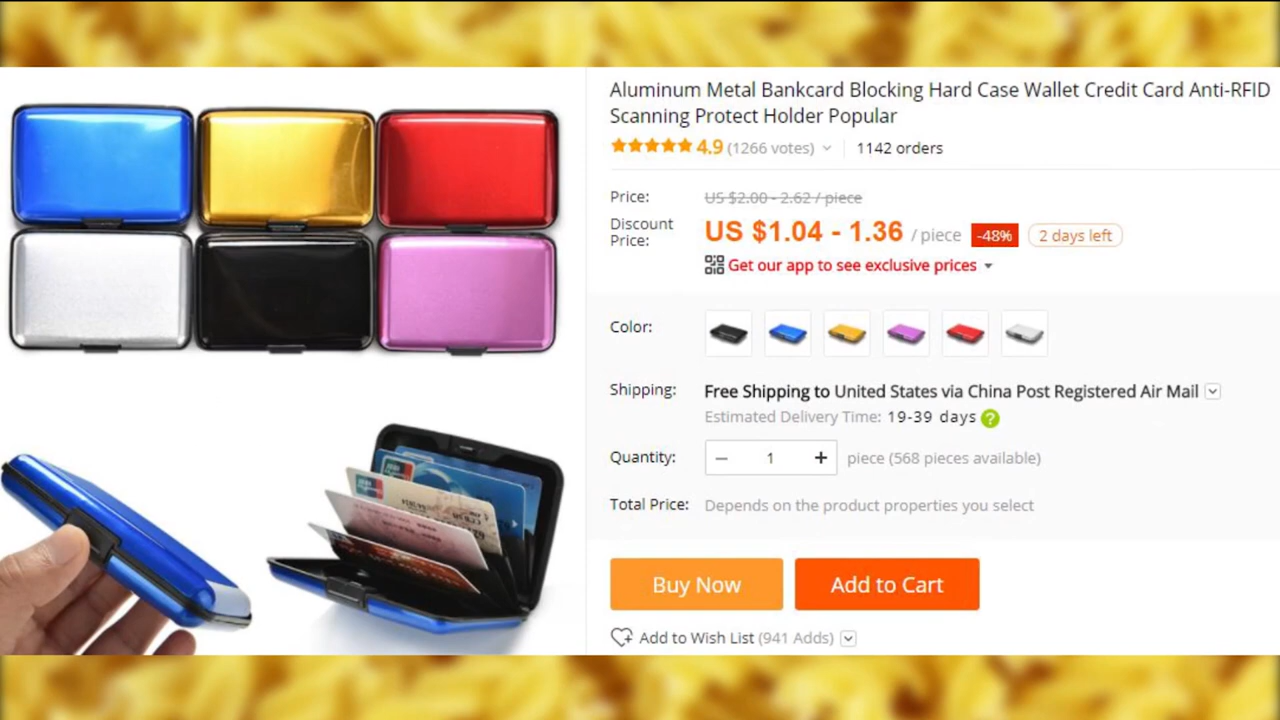 Aluminum Metal Bankcard Blocking Hard Case Wallet Credit Card Anti-RFID
Scanning Protect Holder Popular
4.9 (1266 votes) 1142 orders
Price: US $2.00 - 2.62 / piece
Discount Price: US $1.04 - 1.36 / piece -48% 2 days left
Get our app to see exclusive prices
Color:
Shipping: Free Shipping to United States via China Post Registered Air Mail
Estimated Delivery Time: 19-39 days ?
Quantity: − 1 + piece (568 pieces available)
Total Price: Depends on the product properties you select
Buy Now Add to Cart
Add to Wish List (941 Adds)